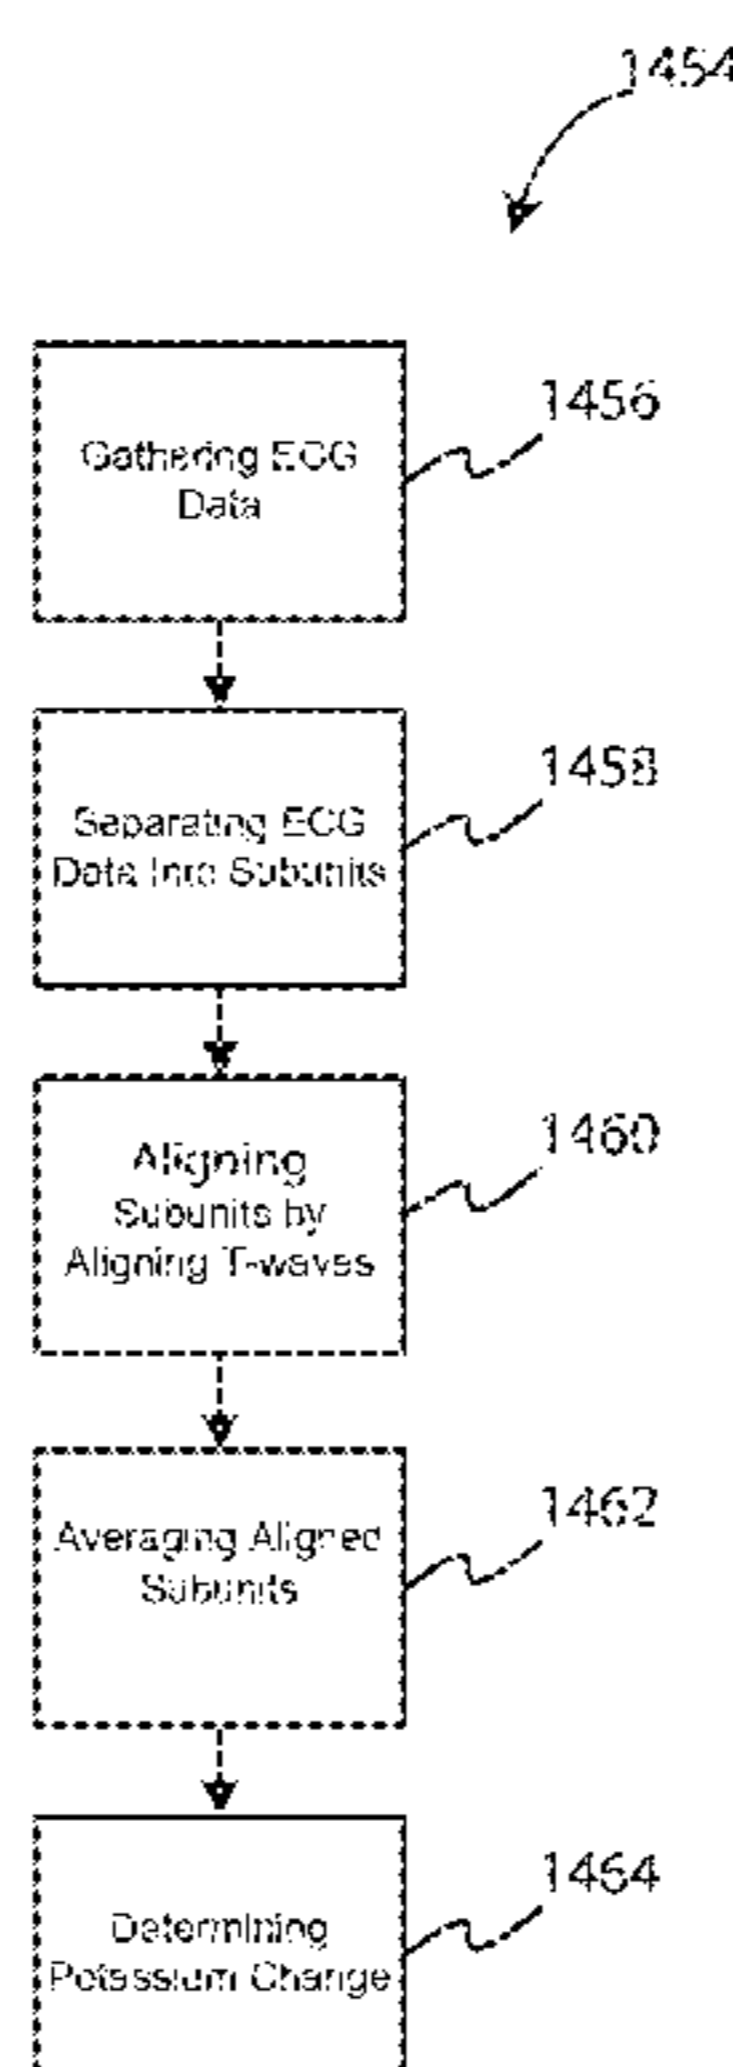 1454
1456
Gathering ECG
Data
1458
Separating ECG
Data Into Subunits
1460
Aligning
Subunits by
Aligning T-waves
1462
Averaging Aligned
Subunits
1464
Determining
Potassium Change